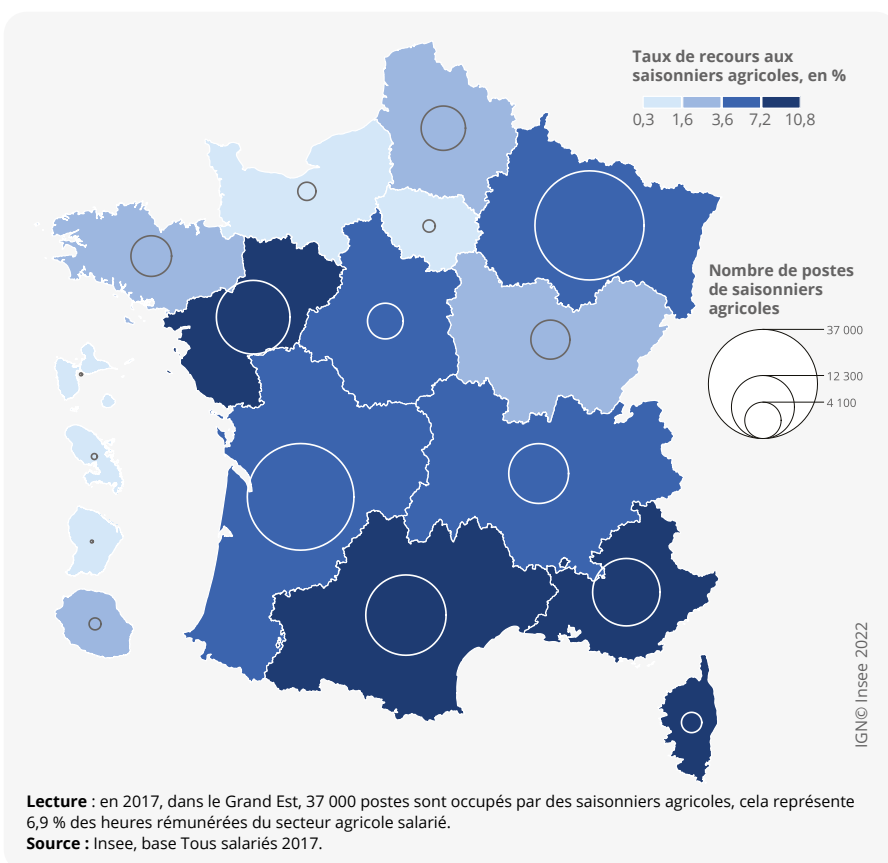 Taux de recours aux
saisonniers agricoles, en %
0,3 1,6 3,6 7,2 10,8
Nombre de postes
de saisonniers
agricoles
37 000
12 300
4 100
IGN© Insee 2022
Lecture : en 2017, dans le Grand Est, 37 000 postes sont occupés par des saisonniers agricoles, cela représente
6,9 % des heures rémunérées du secteur agricole salarié.
Source : Insee, base Tous salariés 2017.